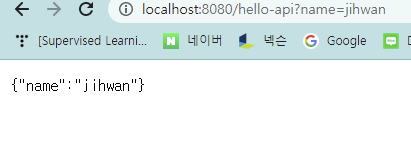 localhost:8080/hello-api?name=jihwan
[Supervised Learni... 네이버 넥슨 Google
{"name":"jihwan"}